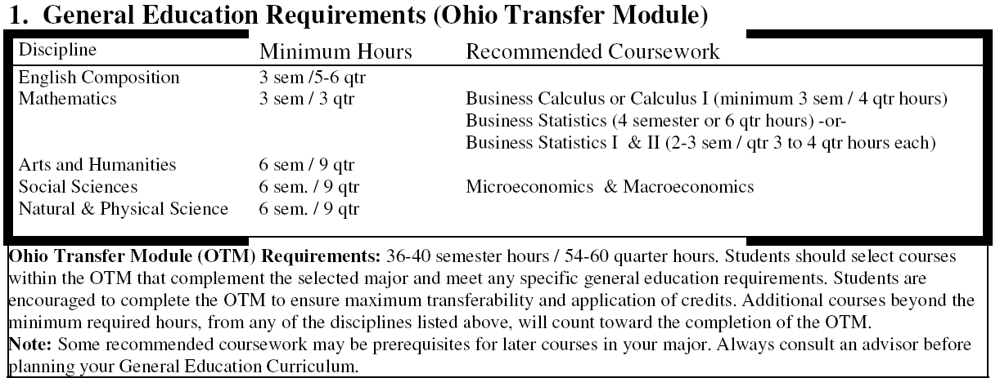 1. General Education Requirements (Ohio Transfer Module)
Discipline Minimum Hours Recommended Coursework
English Composition 3 sem /5-6 qtr
Mathematics 3 sem / 3 qtr Business Calculus or Calculus I (minimum 3 sem / 4 qtr hours)
Business Statistics (4 semester or 6 qtr hours) -or-
Business Statistics I & II (2-3 sem / qtr 3 to 4 qtr hours each)
Arts and Humanities 6 sem / 9 qtr
Social Sciences 6 sem. / 9 qtr Microeconomics & Macroeconomics
Natural & Physical Science 6 sem. / 9 qtr
Ohio Transfer Module (OTM) Requirements: 36-40 semester hours / 54-60 quarter hours. Students should select courses
within the OTM that complement the selected major and meet any specific general education requirements. Students are
encouraged to complete the OTM to ensure maximum transferability and application of credits. Additional courses beyond the
minimum required hours, from any of the disciplines listed above, will count toward the completion of the OTM.
Note: Some recommended coursework may be prerequisites for later courses in your major. Always consult an advisor before
planning your General Education Curriculum.